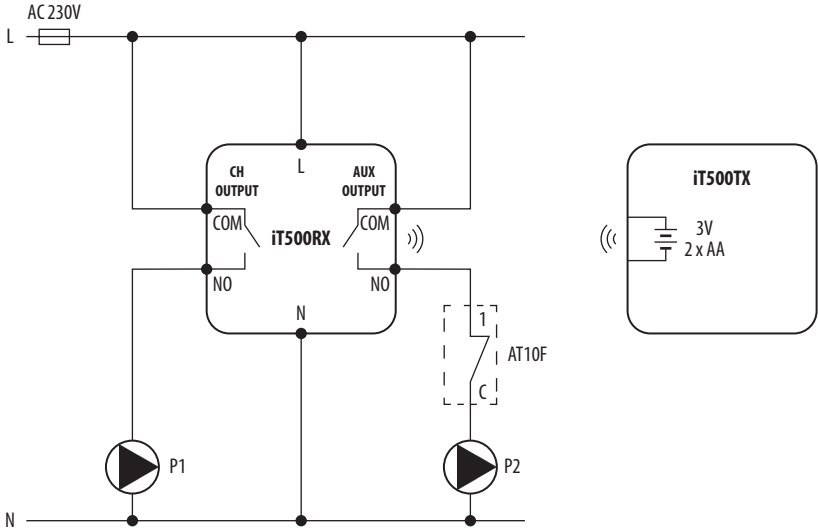 AC 230V
L
L
CH
OUTPUT
AUX
OUTPUT
COM
iT500RX
COM
NO
NO
N
iT500TX
3V
2 x AA
1
AT10F
C
P1
P2
N